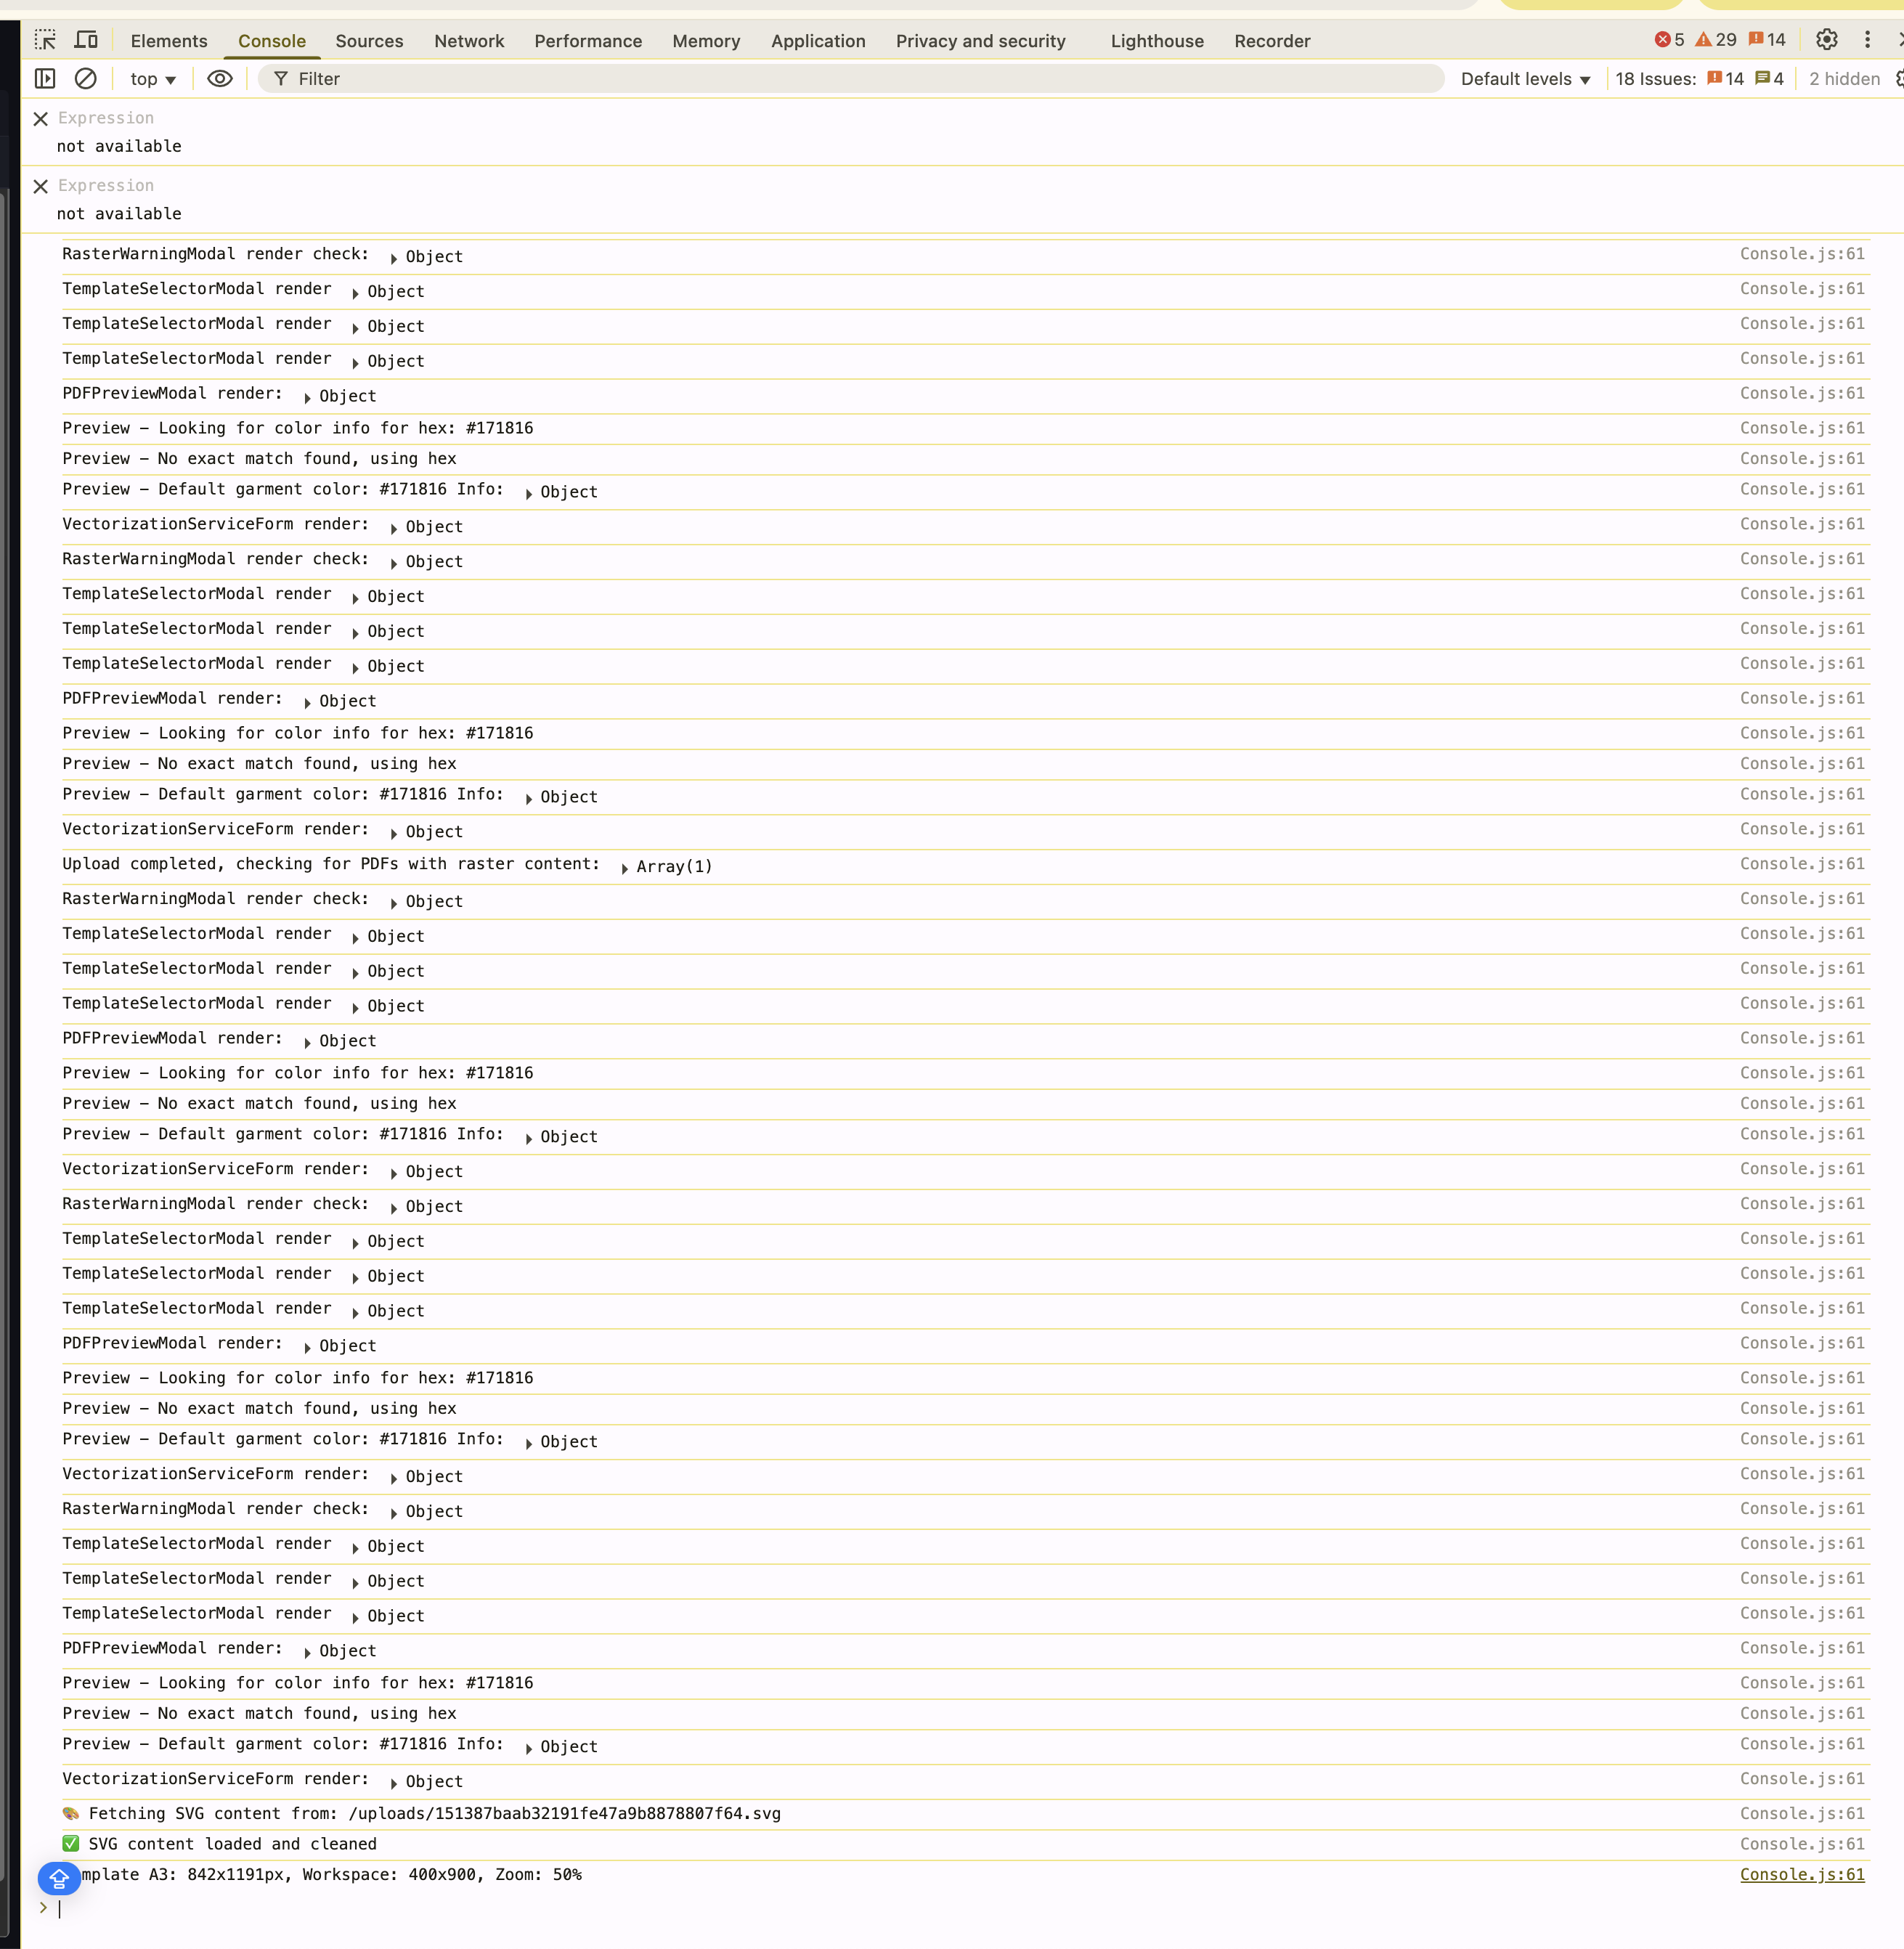 Elements Console Sources Network Performance Memory Application Privacy and security Lighthouse Recorder 5 29 14
top Filter Default levels 18 Issues: 14 4 2 hidden
Expression
not available
Expression
not available
RasterWarningModal render check: Object Console.js:61
TemplateSelectorModal render Object Console.js:61
TemplateSelectorModal render Object Console.js:61
TemplateSelectorModal render Object Console.js:61
PDFPreviewModal render: Object Console.js:61
Preview – Looking for color info for hex: #171816 Console.js:61
Preview – No exact match found, using hex Console.js:61
Preview – Default garment color: #171816 Info: Object Console.js:61
VectorizationServiceForm render: Object Console.js:61
RasterWarningModal render check: Object Console.js:61
TemplateSelectorModal render Object Console.js:61
TemplateSelectorModal render Object Console.js:61
TemplateSelectorModal render Object Console.js:61
PDFPreviewModal render: Object Console.js:61
Preview – Looking for color info for hex: #171816 Console.js:61
Preview – No exact match found, using hex Console.js:61
Preview – Default garment color: #171816 Info: Object Console.js:61
VectorizationServiceForm render: Object Console.js:61
Upload completed, checking for PDFs with raster content: Array(1) Console.js:61
RasterWarningModal render check: Object Console.js:61
TemplateSelectorModal render Object Console.js:61
TemplateSelectorModal render Object Console.js:61
TemplateSelectorModal render Object Console.js:61
PDFPreviewModal render: Object Console.js:61
Preview – Looking for color info for hex: #171816 Console.js:61
Preview – No exact match found, using hex Console.js:61
Preview – Default garment color: #171816 Info: Object Console.js:61
VectorizationServiceForm render: Object Console.js:61
RasterWarningModal render check: Object Console.js:61
TemplateSelectorModal render Object Console.js:61
TemplateSelectorModal render Object Console.js:61
TemplateSelectorModal render Object Console.js:61
PDFPreviewModal render: Object Console.js:61
Preview – Looking for color info for hex: #171816 Console.js:61
Preview – No exact match found, using hex Console.js:61
Preview – Default garment color: #171816 Info: Object Console.js:61
VectorizationServiceForm render: Object Console.js:61
RasterWarningModal render check: Object Console.js:61
TemplateSelectorModal render Object Console.js:61
TemplateSelectorModal render Object Console.js:61
TemplateSelectorModal render Object Console.js:61
PDFPreviewModal render: Object Console.js:61
Preview – Looking for color info for hex: #171816 Console.js:61
Preview – No exact match found, using hex Console.js:61
Preview – Default garment color: #171816 Info: Object Console.js:61
VectorizationServiceForm render: Object Console.js:61
🎨 Fetching SVG content from: /uploads/151387baab32191fe47a9b8878807f64.svg Console.js:61
✅ SVG content loaded and cleaned Console.js:61
mplate A3: 842x1191px, Workspace: 400x900, Zoom: 50% Console.js:61